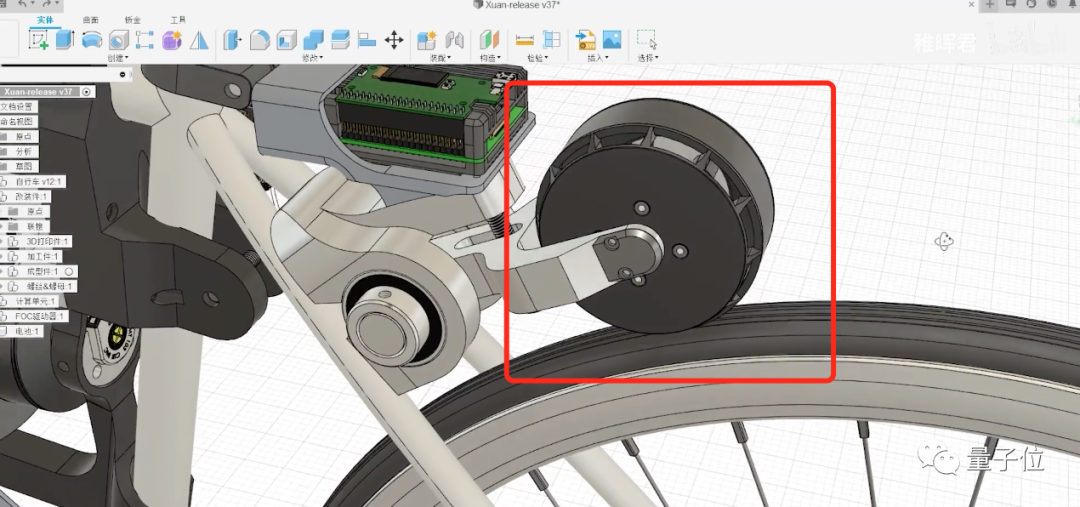 Xuan-release v37*
实体
曲面
钣金
工具
稚晖君
创建
修改
装配
构造
检验
插入
选择
Xuan-release v37
文档设置
命名视图
原点
分析
草图
自行车 v12:1
改装件:1
原点
联接
3D打印件:1
加工件:1
成型件:1
螺丝&螺母:1
计算单元:1
FOC驱动器:1
电池:1
量子位